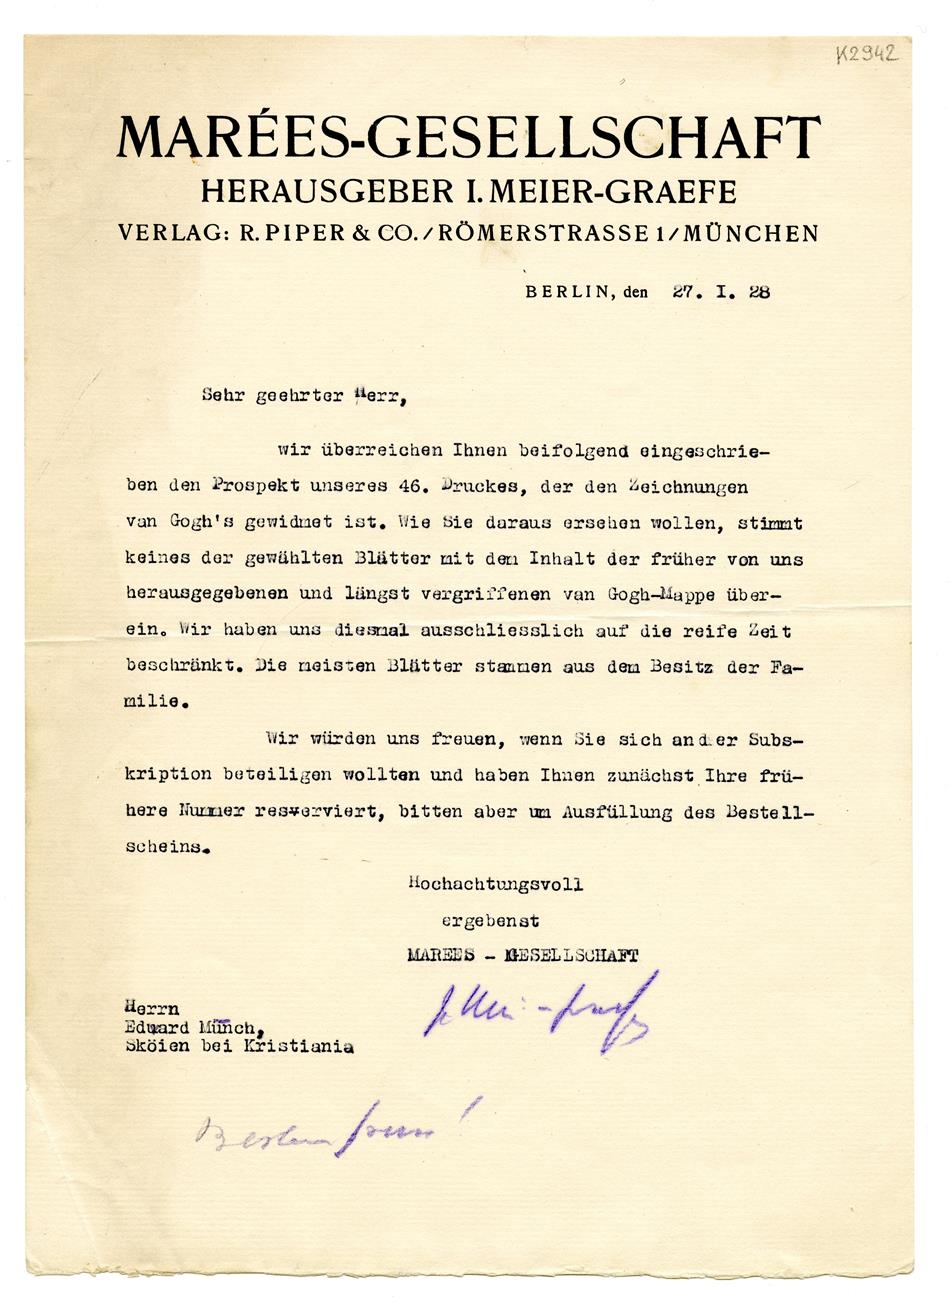 K2942
MARÉES-GESELLSCHAFT
HERAUSGEBER I. MEIER-GRAEFE
VERLAG: R. PIPER & CO. / RÖMERSTRASSE 1 / MÜNCHEN
BERLIN, den 27. I. 28
Sehr geehrter Herr,
wir überreichen Ihnen beifolgend eingeschrie-
ben den Prospekt unseres 46. Druckes, der den Zeichnungen
van Gogh's gewidmet ist. Wie Sie daraus ersehen wollen, stimmt
keines der gewählten Blätter mit dem Inhalt der früher von uns
herausgegebenen und längst vergriffenen van Gogh-Mappe über-
ein. Wir haben uns diesmal ausschliesslich auf die reife Zeit
beschränkt. Die meisten Blätter stammen aus dem Besitz der Fa-
milie.
Wir würden uns freuen, wenn Sie sich an der Subs-
kription beteiligen wollten und haben Ihnen zunächst Ihre frü-
here Nummer resverviert, bitten aber um Ausfüllung des Bestell-
scheins.
Hochachtungsvoll
ergebenst
MAREES - GESELLSCHAFT
Herrn
Edward Münch,
Sköien bei Kristiania